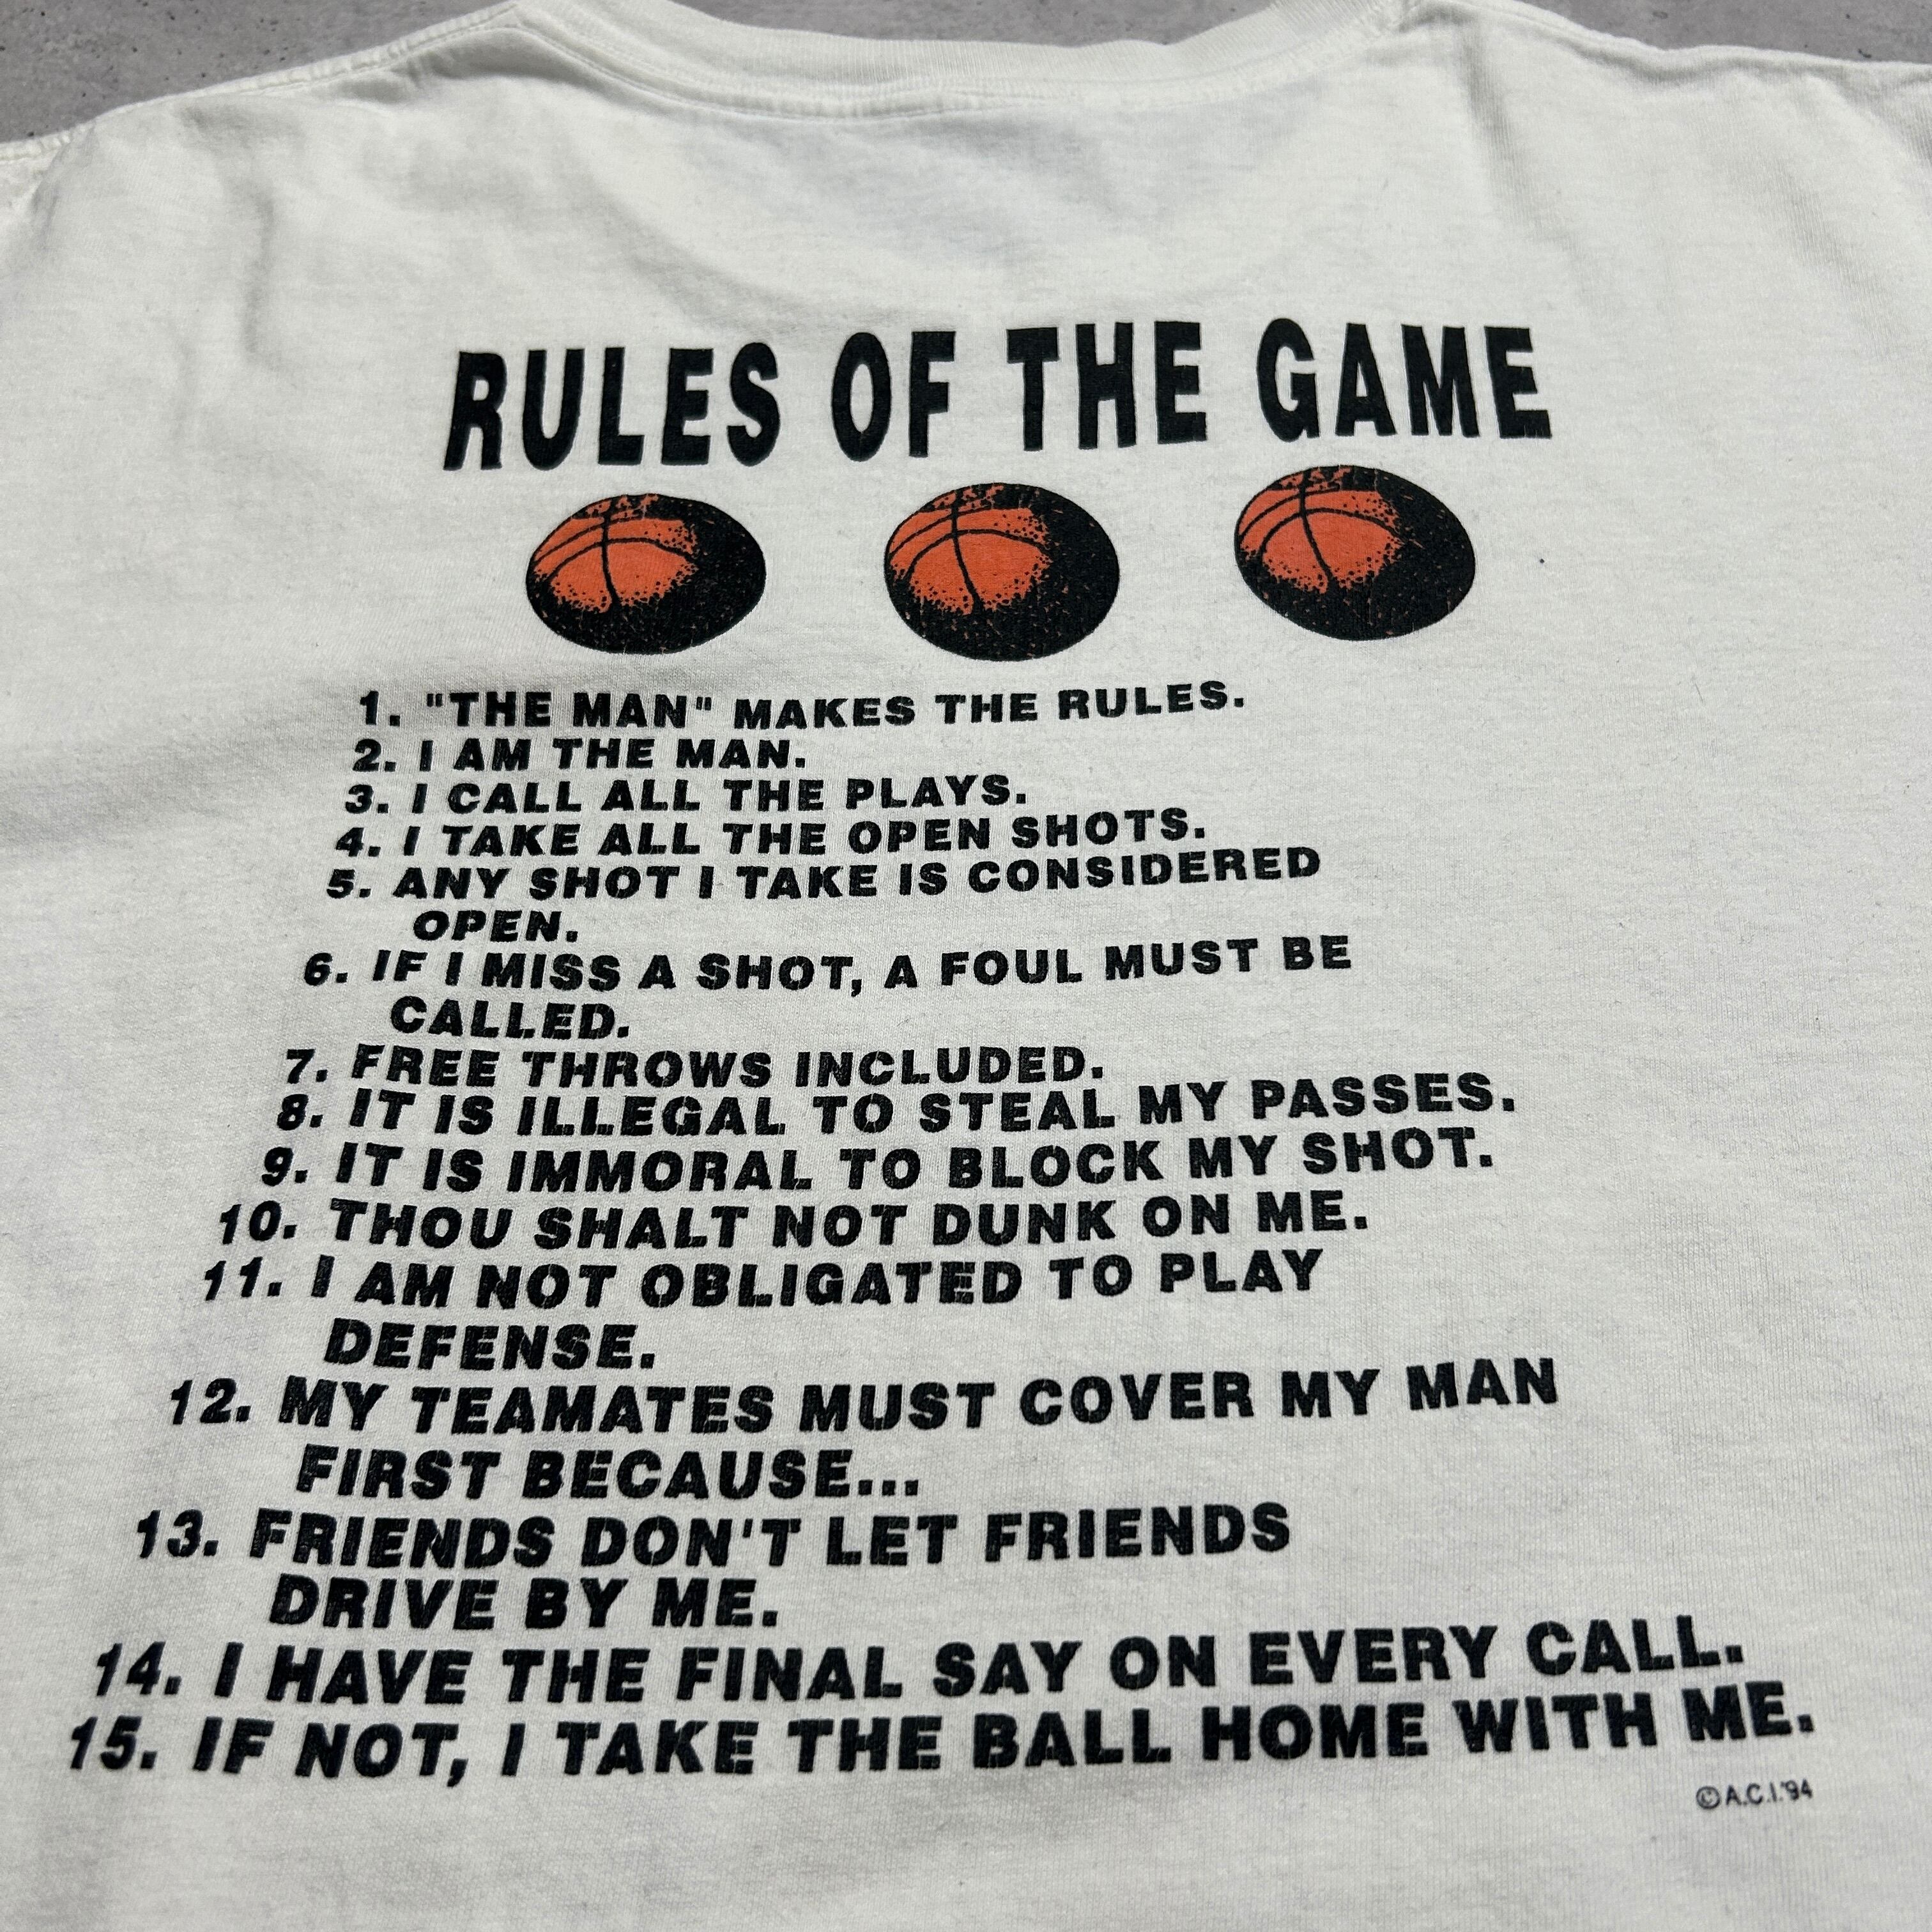 RULES OF THE GAME
1. "THE MAN" MAKES THE RULES.
2. I AM THE MAN.
3. I CALL ALL THE PLAYS.
4. I TAKE ALL THE OPEN SHOTS.
5. ANY SHOT I TAKE IS CONSIDERED
OPEN.
6. IF I MISS A SHOT, A FOUL MUST BE
CALLED.
7. FREE THROWS INCLUDED.
8. IT IS ILLEGAL TO STEAL MY PASSES.
9. IT IS IMMORAL TO BLOCK MY SHOT.
10. THOU SHALT NOT DUNK ON ME.
11. I AM NOT OBLIGATED TO PLAY
DEFENSE.
12. MY TEAMATES MUST COVER MY MAN
FIRST BECAUSE...
13. FRIENDS DON'T LET FRIENDS
DRIVE BY ME.
14. I HAVE THE FINAL SAY ON EVERY CALL.
15. IF NOT, I TAKE THE BALL HOME WITH ME.
©A.C.I.'94